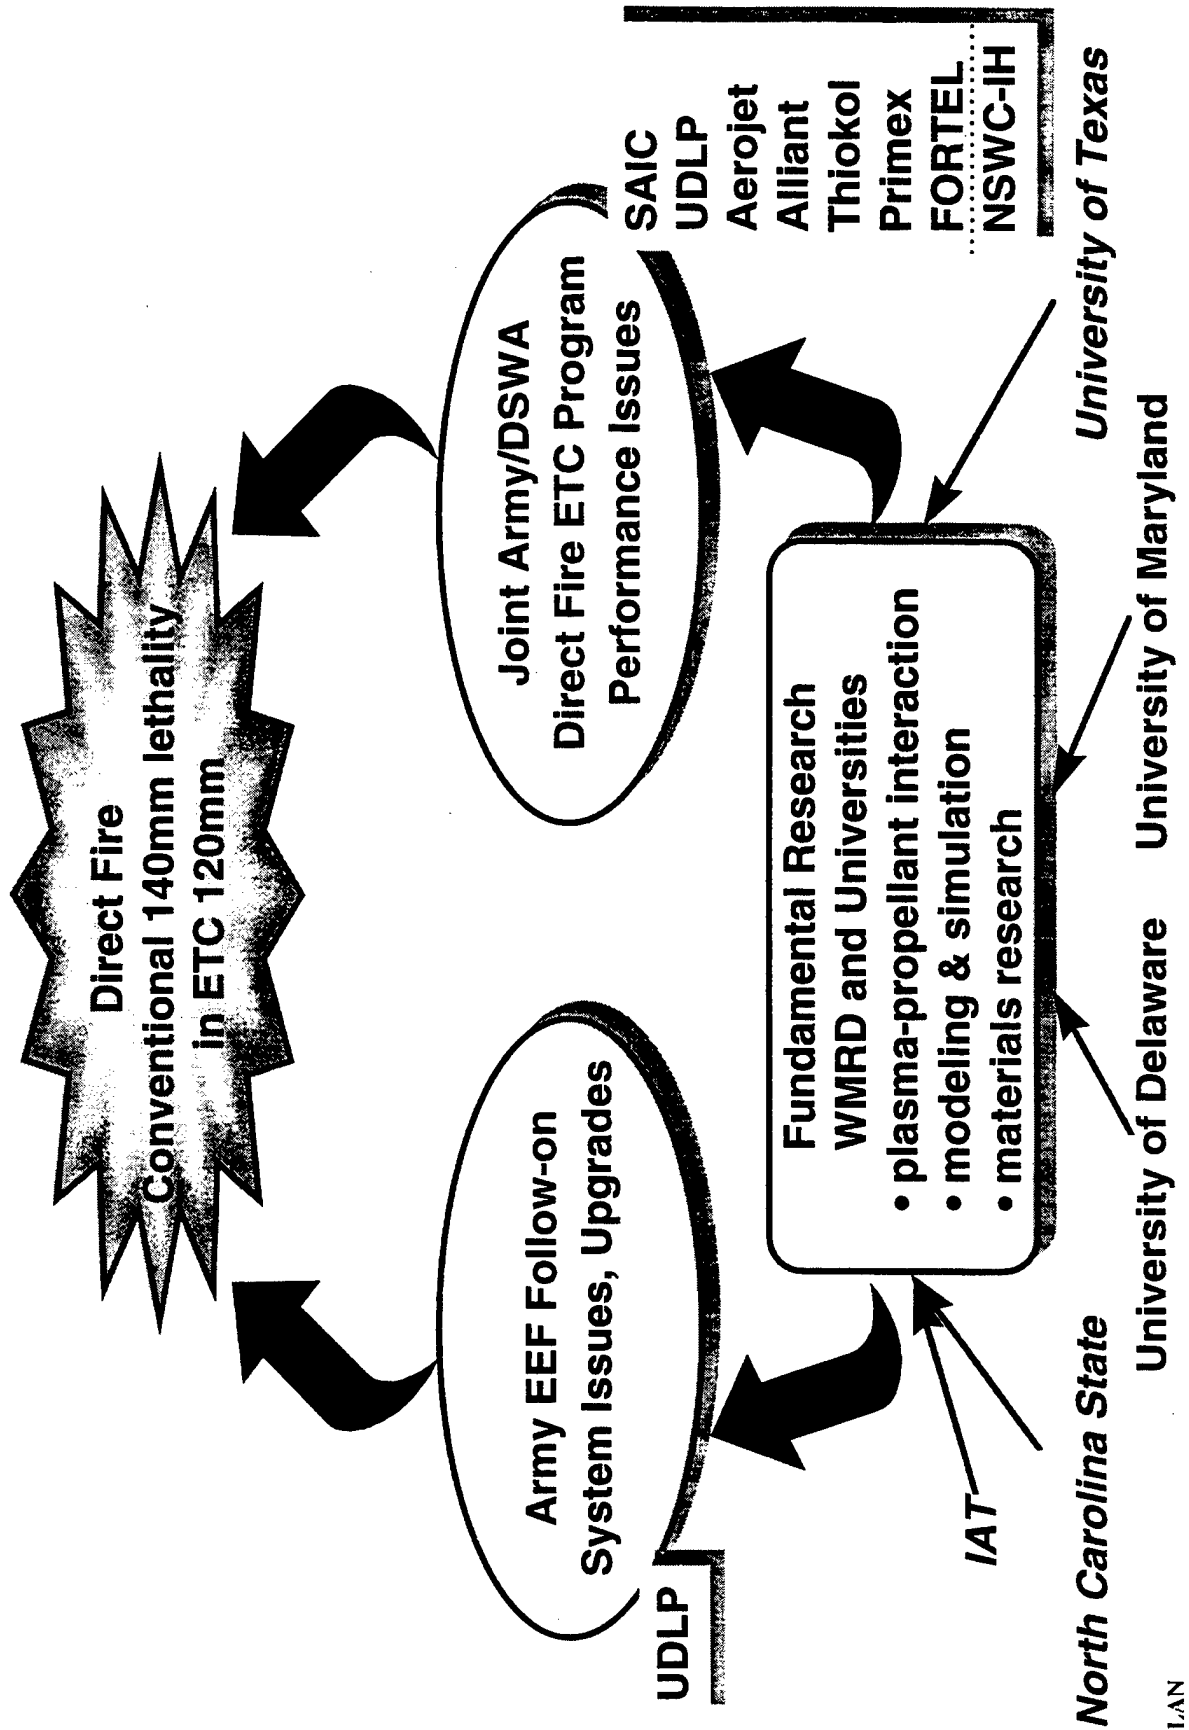 Direct Fire
Conventional 140mm lethality
in ETC 120mm
Army EEF Follow-on
System Issues, Upgrades
UDLP
Joint Army/DSWA
Direct Fire ETC Program
Performance Issues
SAIC
UDLP
Aerojet
Alliant
Thiokol
Primex
FORTEL
NSWC-IH
Fundamental Research
WMRD and Universities
• plasma-propellant interaction
• modeling & simulation
• materials research
IAT
North Carolina State
University of Delaware
University of Maryland
University of Texas